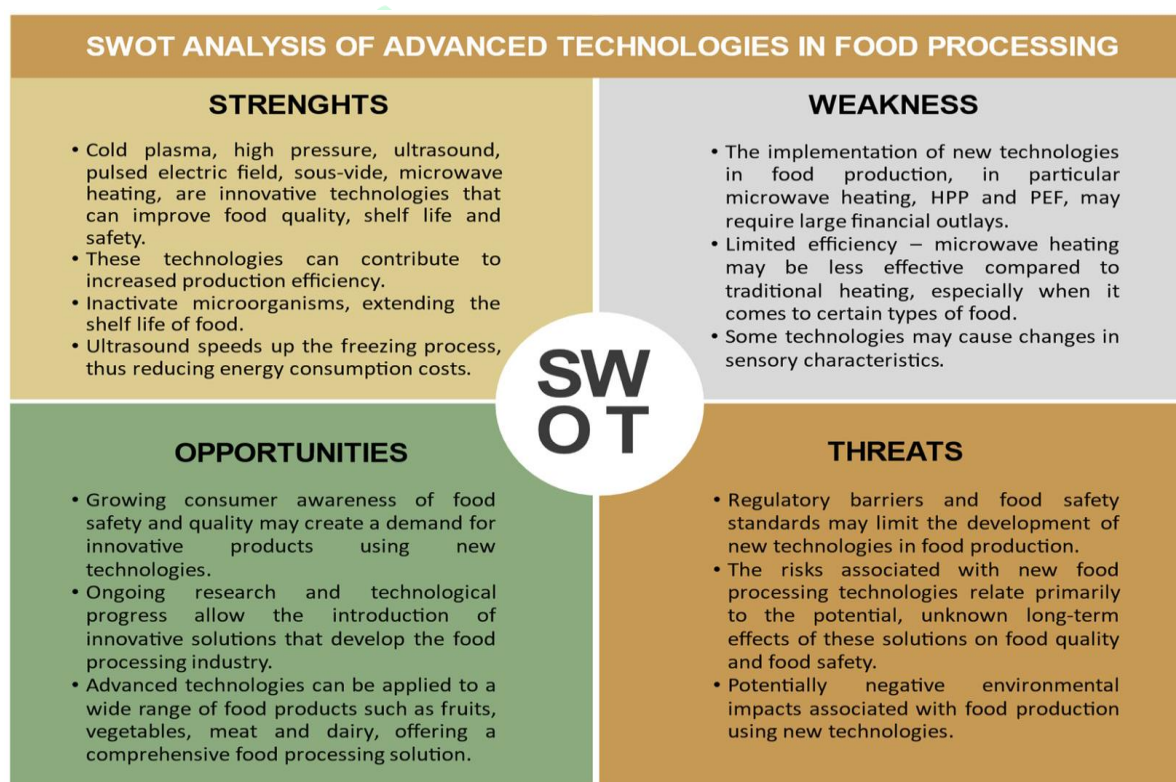 SWOT ANALYSIS OF ADVANCED TECHNOLOGIES IN FOOD PROCESSING
STRENGHTS
• Cold plasma, high pressure, ultrasound,
pulsed electric field, sous-vide, microwave
heating, are innovative technologies that
can improve food quality, shelf life and
safety.
• These technologies can contribute to
increased production efficiency.
• Inactivate microorganisms, extending the
shelf life of food.
• Ultrasound speeds up the freezing process,
thus reducing energy consumption costs.
WEAKNESS
• The implementation of new technologies
in food production, in particular
microwave heating, HPP and PEF, may
require large financial outlays.
• Limited efficiency – microwave heating
may be less effective compared to
traditional heating, especially when it
comes to certain types of food.
• Some technologies may cause changes in
sensory characteristics.
SW
OT
OPPORTUNITIES
• Growing consumer awareness of food
safety and quality may create a demand for
innovative products using new
technologies.
• Ongoing research and technological
progress allow the introduction of
innovative solutions that develop the food
processing industry.
• Advanced technologies can be applied to a
wide range of food products such as fruits,
vegetables, meat and dairy, offering a
comprehensive food processing solution.
THREATS
• Regulatory barriers and food safety
standards may limit the development of
new technologies in food production.
• The risks associated with new food
processing technologies relate primarily
to the potential, unknown long-term
effects of these solutions on food quality
and food safety.
• Potentially negative environmental
impacts associated with food production
using new technologies.